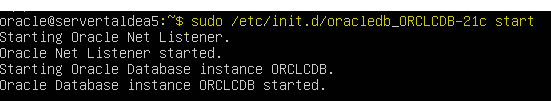 oracle@servertaldea5:~$ sudo /etc/init.d/oracledb_ORCLCDB-21c start
Starting Oracle Net Listener.
Oracle Net Listener started.
Starting Oracle Database instance ORCLCDB.
Oracle Database instance ORCLCDB started.